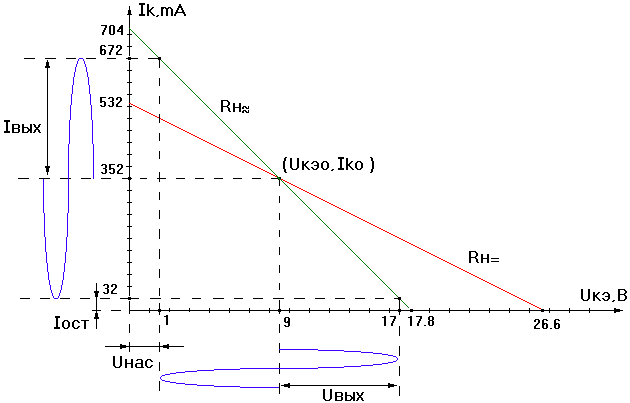 Iк,mA
704
672
532
Rн≈
Iвых
352
(Uкэо,Iко )
Rн=
32
Uкэ,В
Iост
1
9
17
17.8
26.6
Uнас
Uвых